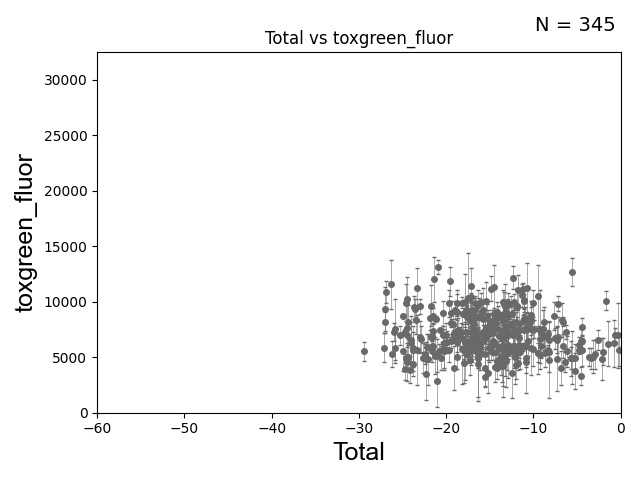 N = 345
Total vs toxgreen_fluor
30000
25000
20000
15000
10000
5000
0
toxgreen_fluor
−60 −50 −40 −30 −20 −10 0
Total